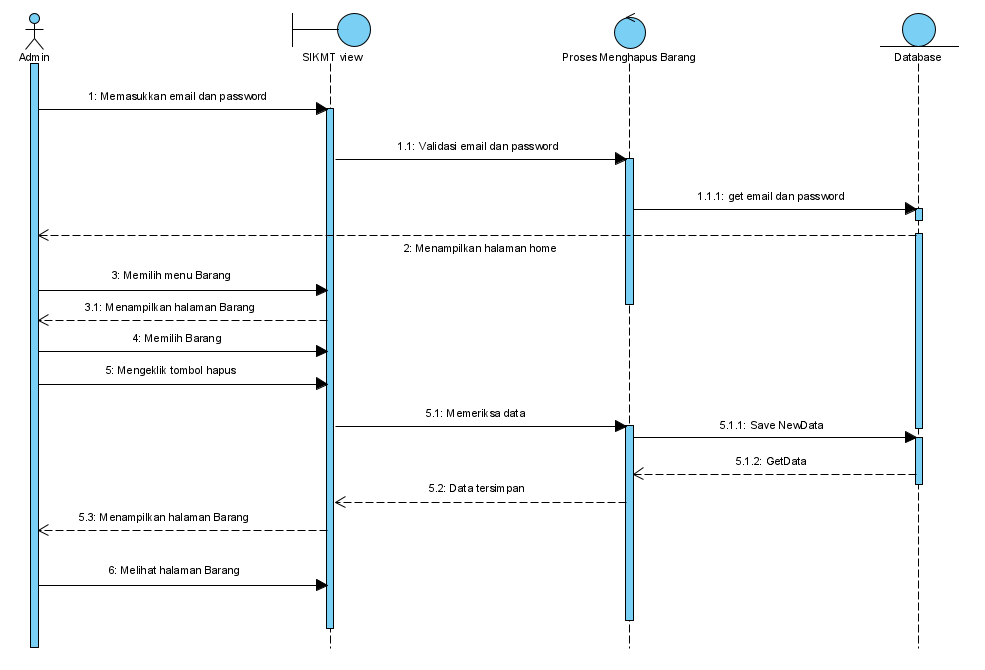 Admin
SIKMT view
Proses Menghapus Barang
Database
1: Memasukkan email dan password
1.1: Validasi email dan password
1.1.1: get email dan password
2: Menampilkan halaman home
3: Memilih menu Barang
3.1: Menampilkan halaman Barang
4: Memilih Barang
5: Mengeklik tombol hapus
5.1: Memeriksa data
5.1.1: Save NewData
5.1.2: GetData
5.2: Data tersimpan
5.3: Menampilkan halaman Barang
6: Melihat halaman Barang